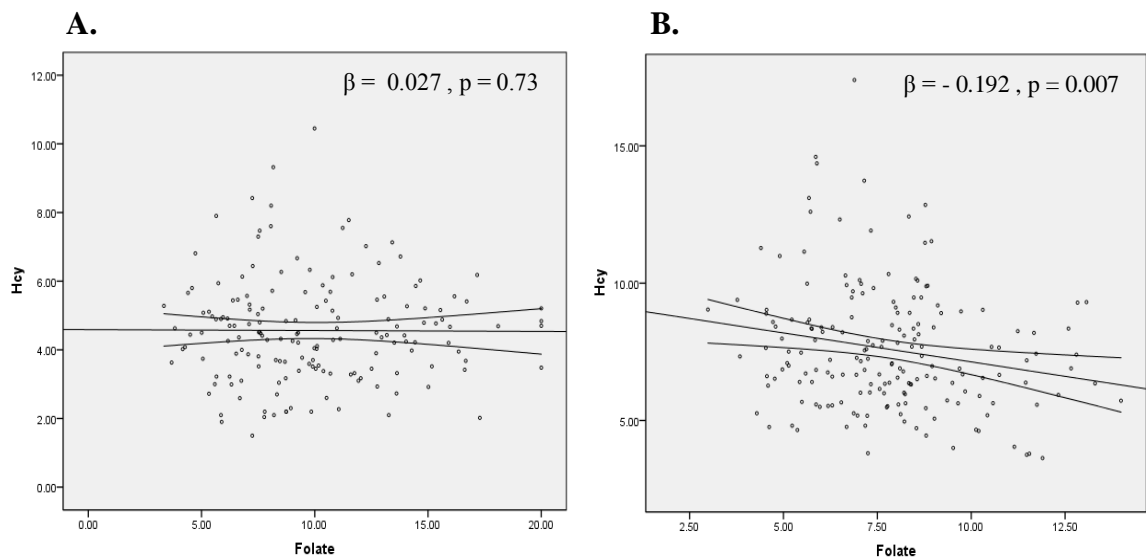 A.
β = 0.027 , p = 0.73
12.00
10.00
8.00
6.00
4.00
2.00
0.00
Hcy
0.00 5.00 10.00 15.00 20.00
Folate
B.
β = - 0.192 , p = 0.007
15.00
10.00
5.00
Hcy
2.50 5.00 7.50 10.00 12.50
Folate